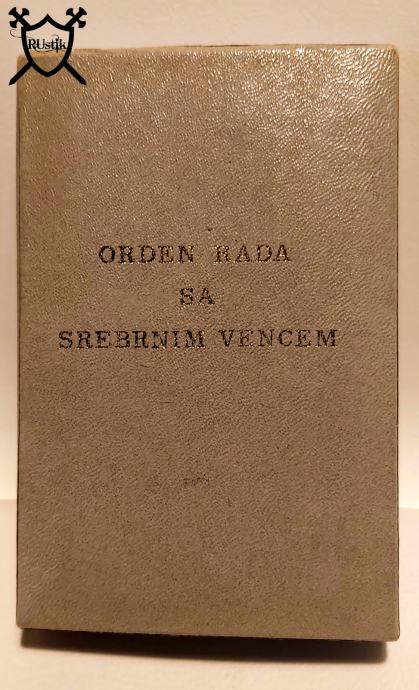 RUstik
ORDEN RADA
SA
SREBRNIM VENCEM